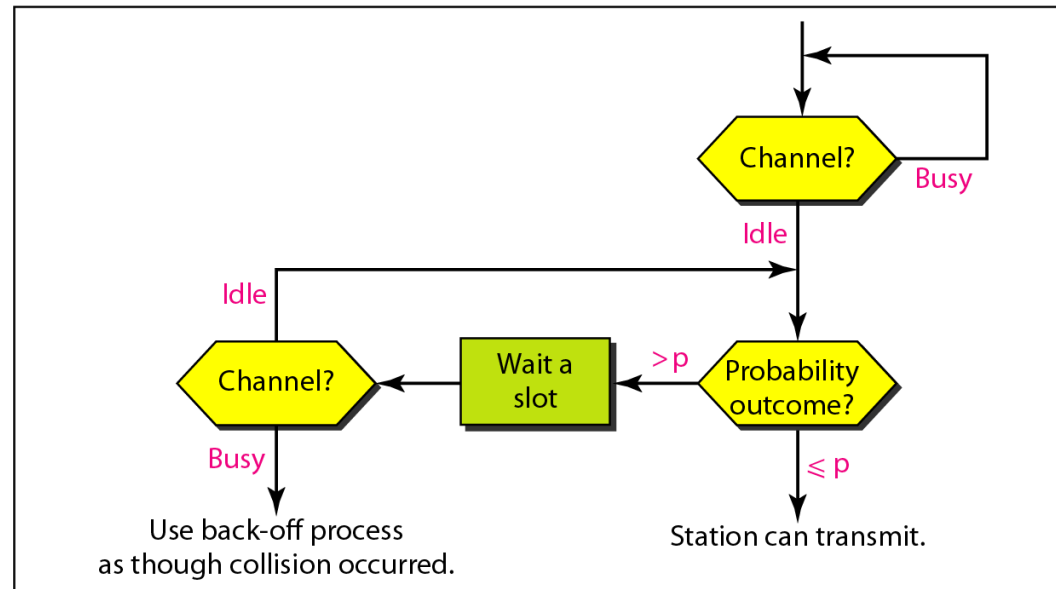 Channel?
Busy
Idle
Idle
Channel?
Wait a
slot
> p
Probability
outcome?
Busy
⩽ p
Use back-off process
as though collision occurred.
Station can transmit.